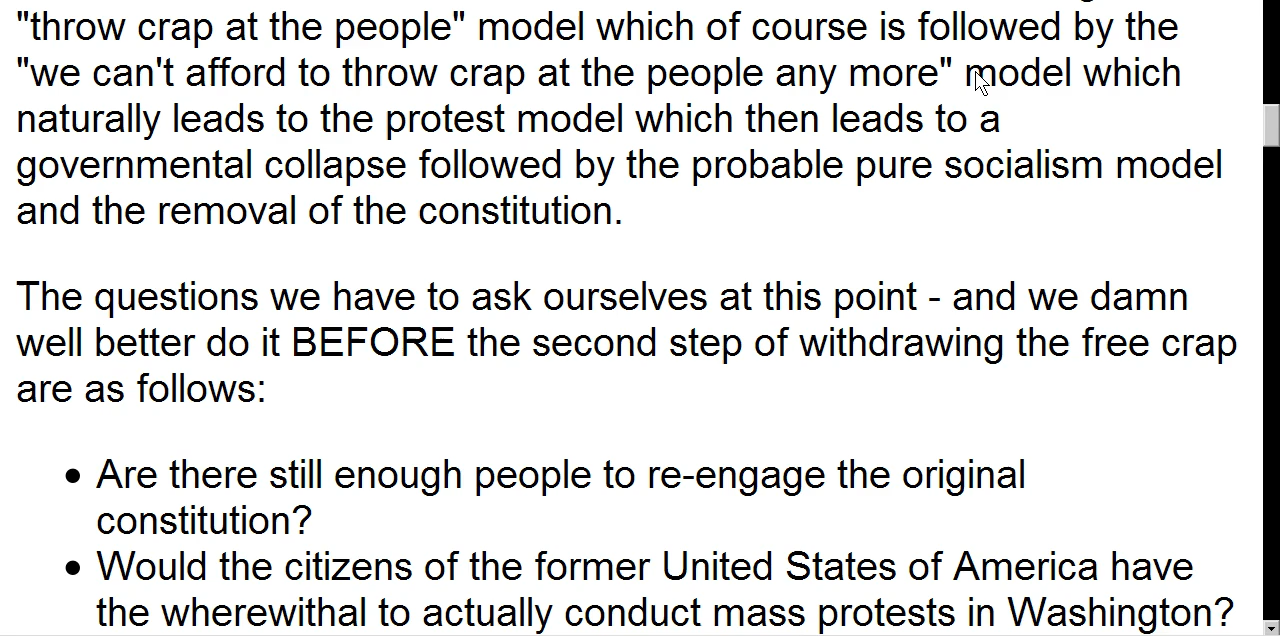 "throw crap at the people" model which of course is followed by the
"we can't afford to throw crap at the people any more" model which
naturally leads to the protest model which then leads to a
governmental collapse followed by the probable pure socialism model
and the removal of the constitution.
The questions we have to ask ourselves at this point - and we damn
well better do it BEFORE the second step of withdrawing the free crap
are as follows:
• Are there still enough people to re-engage the original
constitution?
• Would the citizens of the former United States of America have
the wherewithal to actually conduct mass protests in Washington?